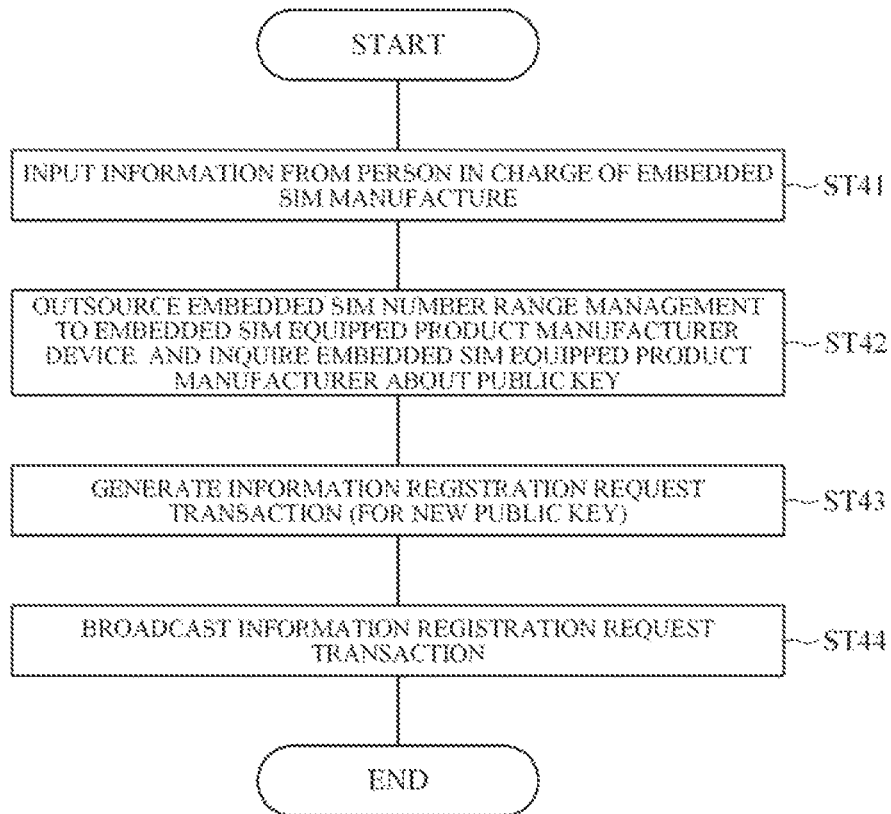 START
INPUT INFORMATION FROM PERSON IN CHARGE OF EMBEDDED
SIM MANUFACTURE
ST41
OUTSOURCE EMBEDDED SIM NUMBER RANGE MANAGEMENT
TO EMBEDDED SIM EQUIPPED PRODUCT MANUFACTURER
DEVICE AND INQUIRE EMBEDDED SIM EQUIPPED PRODUCT
MANUFACTURER ABOUT PUBLIC KEY
ST42
GENERATE INFORMATION REGISTRATION REQUEST
TRANSACTION (FOR NEW PUBLIC KEY)
ST43
BROADCAST INFORMATION REGISTRATION REQUEST
TRANSACTION
ST44
END